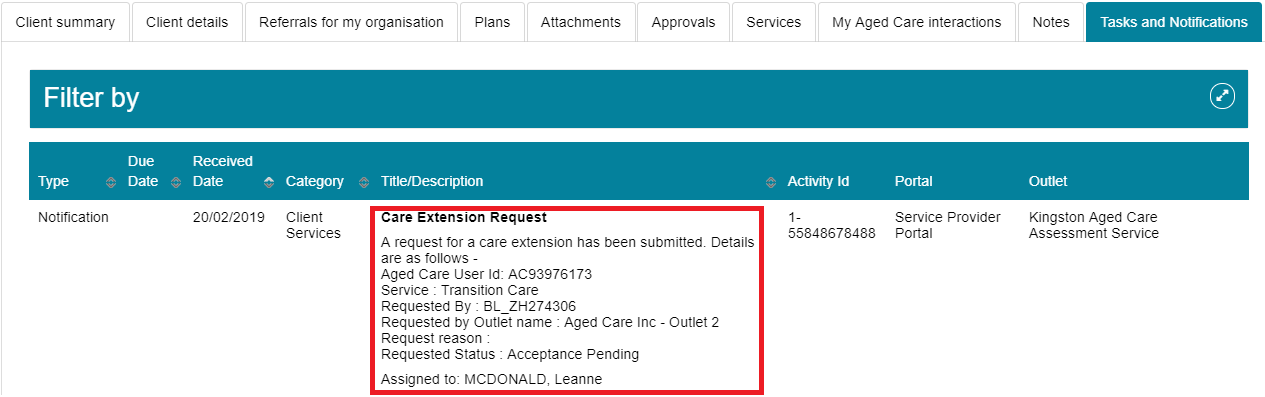 Client summary Client details Referrals for my organisation Plans Attachments Approvals Services My Aged Care interactions Notes Tasks and Notifications
Filter by
Type Due Date Received Date Category Title/Description Activity Id Portal Outlet
Notification 20/02/2019 Client Services
Care Extension Request
A request for a care extension has been submitted. Details
are as follows -
Aged Care User Id: AC93976173
Service : Transition Care
Requested By : BL_ZH274306
Requested by Outlet name : Aged Care Inc - Outlet 2
Request reason :
Requested Status : Acceptance Pending
Assigned to: MCDONALD, Leanne
1-
55848678488
Service Provider
Portal
Kingston Aged Care
Assessment Service